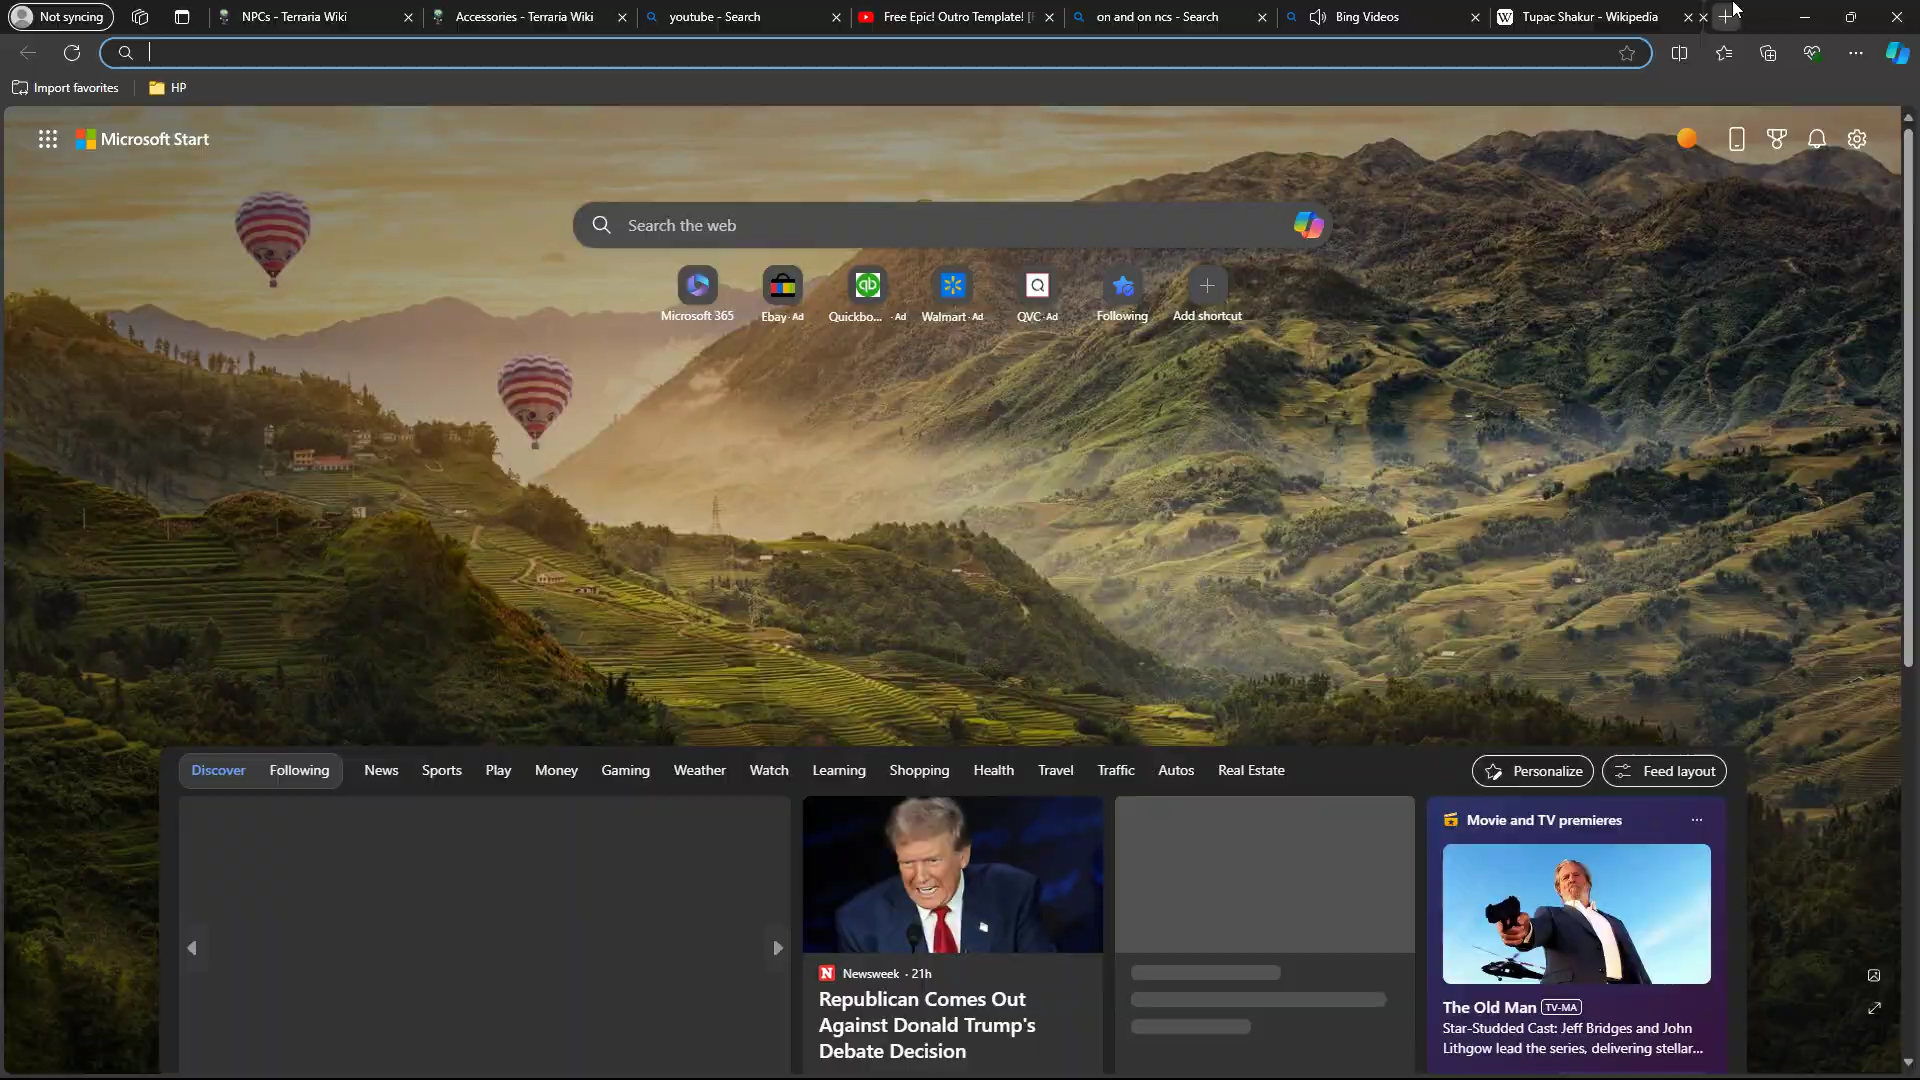 Not syncing
NPCs - Terraria Wiki
Accessories - Terraria Wiki
youtube - Search
Free Epic! Outro Template! [
on and on ncs - Search
Bing Videos
Tupac Shakur - Wikipedia
Import favorites
HP
Microsoft Start
Search the web
Microsoft 365
Ebay · Ad
Quickbo... · Ad
Walmart · Ad
QVC · Ad
Following
Add shortcut
Discover
Following
News
Sports
Play
Money
Gaming
Weather
Watch
Learning
Shopping
Health
Travel
Traffic
Autos
Real Estate
Personalize
Feed layout
Newsweek · 21h
Republican Comes Out
Against Donald Trump's
Debate Decision
Movie and TV premieres
The Old Man TV-MA
Star-Studded Cast: Jeff Bridges and John
Lithgow lead the series, delivering stellar...